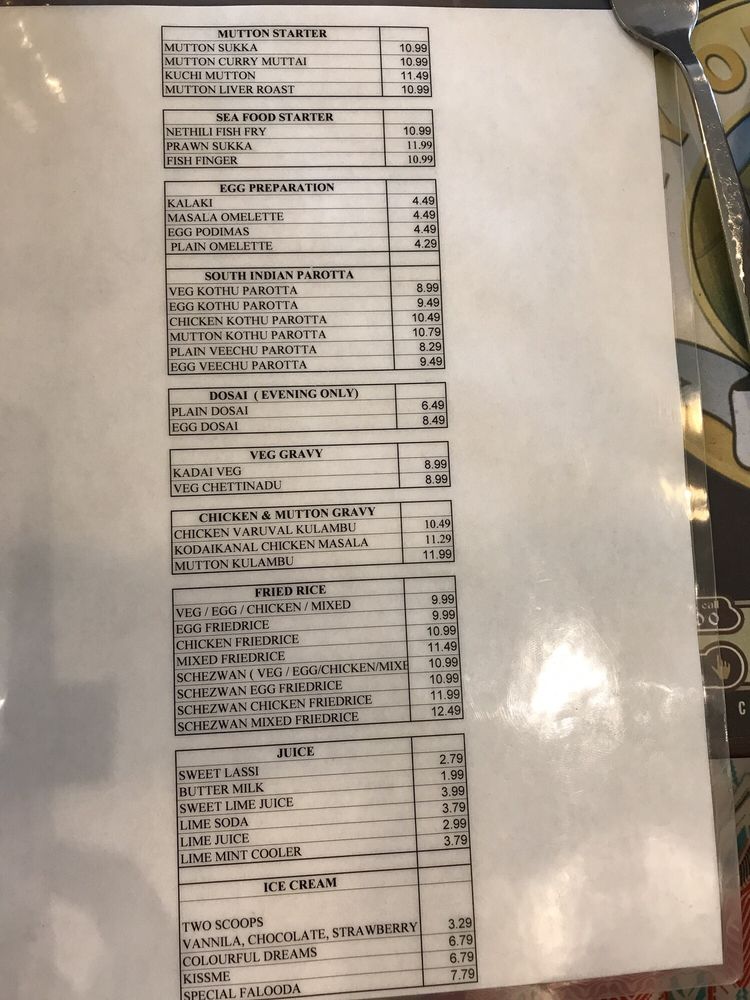 MUTTON STARTER
MUTTON SUKKA 10.99
MUTTON CURRY MUTTAI 10.99
KUCHI MUTTON 11.49
MUTTON LIVER ROAST 10.99
SEA FOOD STARTER
NETHILI FISH FRY 10.99
PRAWN SUKKA 11.99
FISH FINGER 10.99
EGG PREPARATION
KALAKI 4.49
MASALA OMELETTE 4.49
EGG PODIMAS 4.49
PLAIN OMELETTE 4.29
SOUTH INDIAN PAROTTA
VEG KOTHU PAROTTA 8.99
EGG KOTHU PAROTTA 9.49
CHICKEN KOTHU PAROTTA 10.49
MUTTON KOTHU PAROTTA 10.79
PLAIN VEECHU PAROTTA 8.29
EGG VEECHU PAROTTA 9.49
DOSAI ( EVENING ONLY)
PLAIN DOSAI 6.49
EGG DOSAI 8.49
VEG GRAVY
KADAI VEG 8.99
VEG CHETTINADU 8.99
CHICKEN & MUTTON GRAVY
CHICKEN VARUVAL KULAMBU 10.49
KODAIKANAL CHICKEN MASALA 11.29
MUTTON KULAMBU 11.99
FRIED RICE
VEG / EGG / CHICKEN / MIXED 9.99
EGG FRIEDRICE 9.99
CHICKEN FRIEDRICE 10.99
MIXED FRIEDRICE 11.49
SCHEZWAN ( VEG / EGG/CHICKEN/MIXE 10.99
SCHEZWAN EGG FRIEDRICE 10.99
SCHEZWAN CHICKEN FRIEDRICE 11.99
SCHEZWAN MIXED FRIEDRICE 12.49
JUICE
SWEET LASSI 2.79
BUTTER MILK 1.99
SWEET LIME JUICE 3.99
LIME SODA 3.79
LIME JUICE 2.99
LIME MINT COOLER 3.79
ICE CREAM
TWO SCOOPS
VANNILA, CHOCOLATE, STRAWBERRY 3.29
COLOURFUL DREAMS 6.79
KISSME 6.79
SPECIAL FALOODA 7.79
call